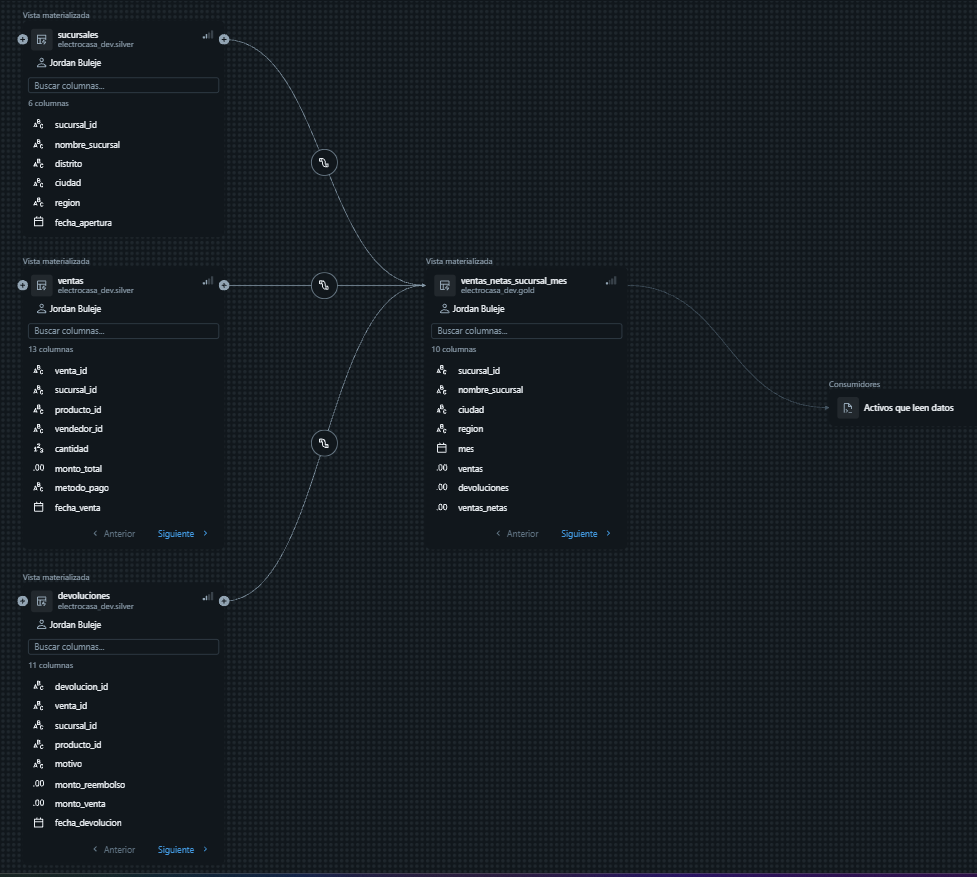 Vista materializada
sucursales
electrocasa_dev.silver
Jordan Buleje
Buscar columnas...
6 columnas
sucursal_id
nombre_sucursal
distrito
ciudad
region
fecha_apertura
Vista materializada
ventas
electrocasa_dev.silver
Jordan Buleje
Buscar columnas...
13 columnas
venta_id
sucursal_id
producto_id
vendedor_id
cantidad
.00 monto_total
metodo_pago
fecha_venta
Anterior Siguiente
Vista materializada
devoluciones
electrocasa_dev.silver
Jordan Buleje
Buscar columnas...
11 columnas
devolucion_id
venta_id
sucursal_id
producto_id
motivo
.00 monto_reembolso
.00 monto_venta
fecha_devolucion
Anterior Siguiente
Vista materializada
ventas_netas_sucursal_mes
electrocasa_dev.gold
Jordan Buleje
Buscar columnas...
10 columnas
sucursal_id
nombre_sucursal
ciudad
region
mes
.00 ventas
.00 devoluciones
.00 ventas_netas
Anterior Siguiente
Consumidores
Activos que leen datos